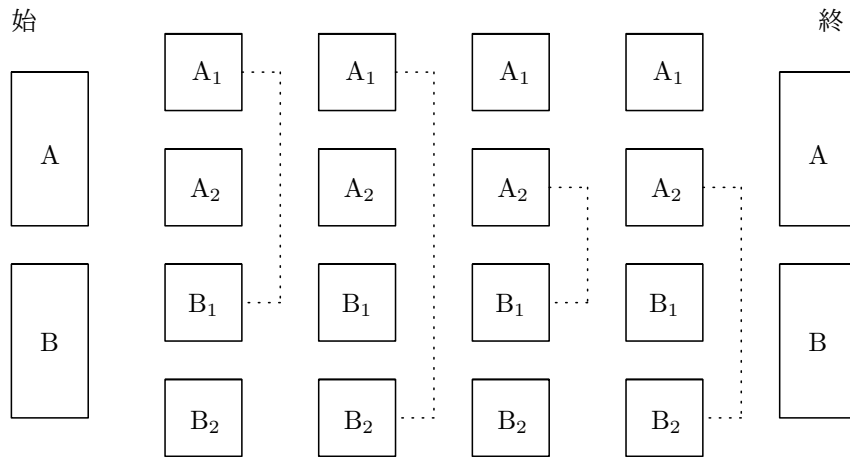 始 終
A₁ A₁ A₁ A₁
A A₂ A₂ A₂ A₂ A
B₁ B₁ B₁ B₁
B B
B₂ B₂ B₂ B₂